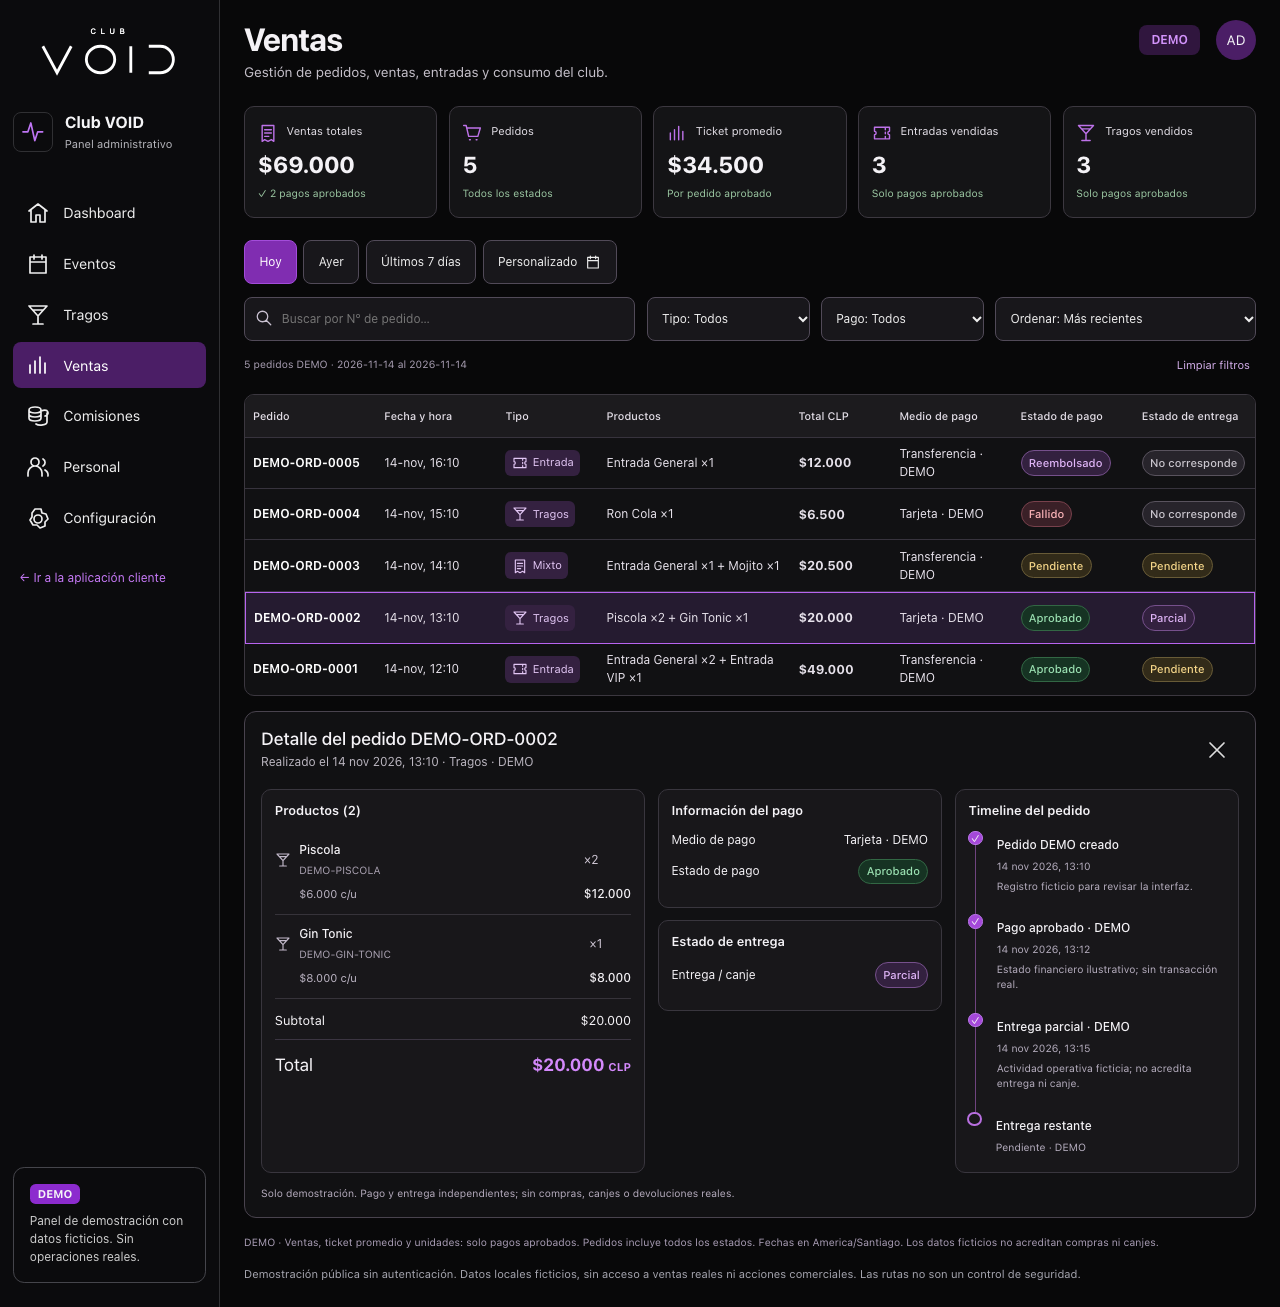 CLUB
VOID
Club VOID
Panel administrativo
Dashboard
Eventos
Tragos
Ventas
Comisiones
Personal
Configuración
← Ir a la aplicación cliente
DEMO
Panel de demostración con
datos ficticios. Sin
operaciones reales.
Ventas
Gestión de pedidos, ventas, entradas y consumo del club.
DEMO
AD
Ventas totales
$69.000
✓ 2 pagos aprobados
Pedidos
5
Todos los estados
Ticket promedio
$34.500
Por pedido aprobado
Entradas vendidas
3
Solo pagos aprobados
Tragos vendidos
3
Solo pagos aprobados
Hoy
Ayer
Últimos 7 días
Personalizado
Buscar por N° de pedido...
Tipo: Todos
Pago: Todos
Ordenar: Más recientes
5 pedidos DEMO · 2026-11-14 al 2026-11-14
Limpiar filtros
Pedido Fecha y hora Tipo Productos Total CLP Medio de pago Estado de pago Estado de entrega
DEMO-ORD-0005 14-nov, 16:10 Entrada Entrada General ×1 $12.000 Transferencia ·
DEMO Reembolsado No corresponde
DEMO-ORD-0004 14-nov, 15:10 Tragos Ron Cola ×1 $6.500 Tarjeta · DEMO Fallido No corresponde
DEMO-ORD-0003 14-nov, 14:10 Mixto Entrada General ×1 + Mojito ×1 $20.500 Transferencia ·
DEMO Pendiente Pendiente
DEMO-ORD-0002 14-nov, 13:10 Tragos Piscola ×2 + Gin Tonic ×1 $20.000 Tarjeta · DEMO Aprobado Parcial
DEMO-ORD-0001 14-nov, 12:10 Entrada Entrada General ×2 + Entrada
VIP ×1 $49.000 Transferencia ·
DEMO Aprobado Pendiente
Detalle del pedido DEMO-ORD-0002
Realizado el 14 nov 2026, 13:10 · Tragos · DEMO
Productos (2)
Piscola
DEMO-PISCOLA
×2
$6.000 c/u $12.000
Gin Tonic
DEMO-GIN-TONIC
×1
$8.000 c/u $8.000
Subtotal $20.000
Total $20.000 CLP
Información del pago
Medio de pago Tarjeta · DEMO
Estado de pago Aprobado
Estado de entrega
Entrega / canje Parcial
Timeline del pedido
Pedido DEMO creado
14 nov 2026, 13:10
Registro ficticio para revisar la interfaz.
Pago aprobado · DEMO
14 nov 2026, 13:12
Estado financiero ilustrativo; sin transacción
real.
Entrega parcial · DEMO
14 nov 2026, 13:15
Actividad operativa ficticia; no acredita
entrega ni canje.
Entrega restante
Pendiente · DEMO
Solo demostración. Pago y entrega independientes; sin compras, canjes o devoluciones reales.
DEMO · Ventas, ticket promedio y unidades: solo pagos aprobados. Pedidos incluye todos los estados. Fechas en America/Santiago. Los datos ficticios no acreditan compras ni canjes.
Demostración pública sin autenticación. Datos locales ficticios, sin acceso a ventas reales ni acciones comerciales. Las rutas no son un control de seguridad.